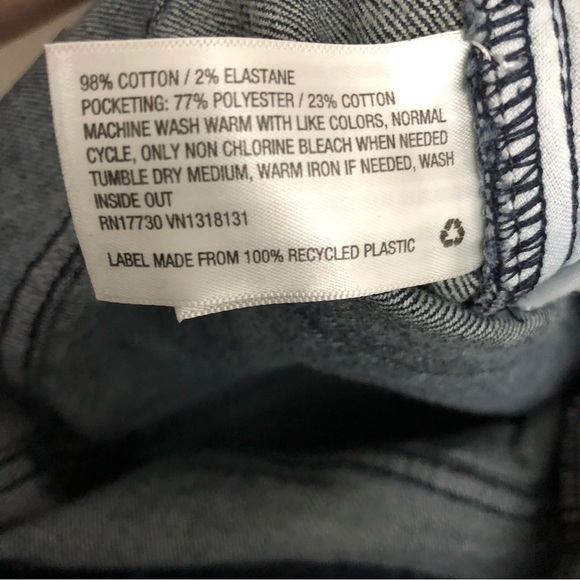 98% COTTON / 2% ELASTANE
POCKETING: 77% POLYESTER / 23% COTTON
MACHINE WASH WARM WITH LIKE COLORS, NORMAL
CYCLE, ONLY NON CHLORINE BLEACH WHEN NEEDED
TUMBLE DRY MEDIUM, WARM IRON IF NEEDED, WASH
INSIDE OUT
RN17730 VN1318131
LABEL MADE FROM 100% RECYCLED PLASTIC